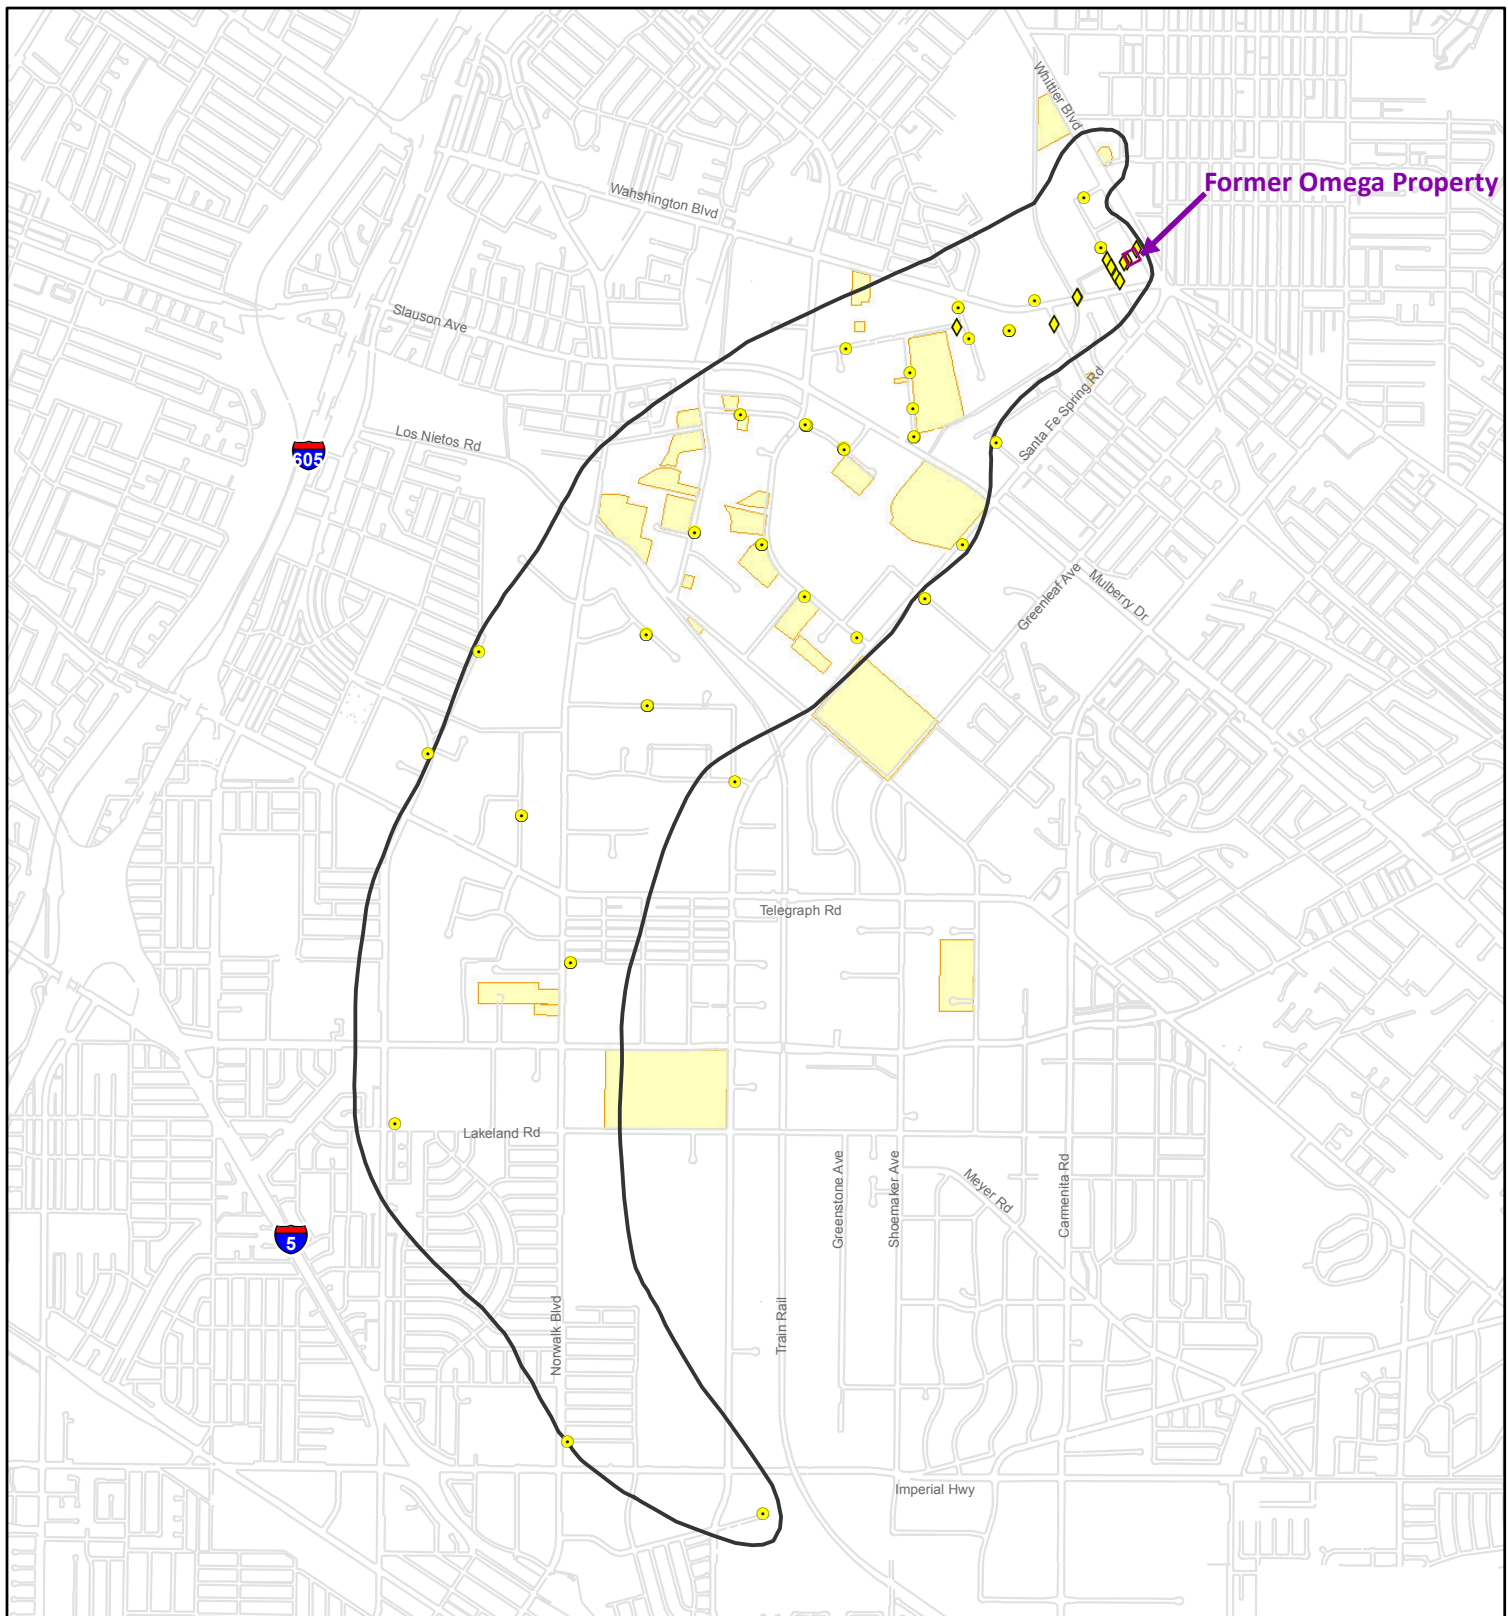 Whittier Blvd
Former Omega Property
Wahshington Blvd
Slauson Ave
Los Nietos Rd
605
Santa Fe Spring Rd
Greenleaf Ave
Mulberry Dr
Telegraph Rd
Lakeland Rd
Greenstone Ave
Shoemaker Ave
Meyer Rd
Carmenita Rd
5
Norwalk Blvd
Train Rail
Imperial Hwy